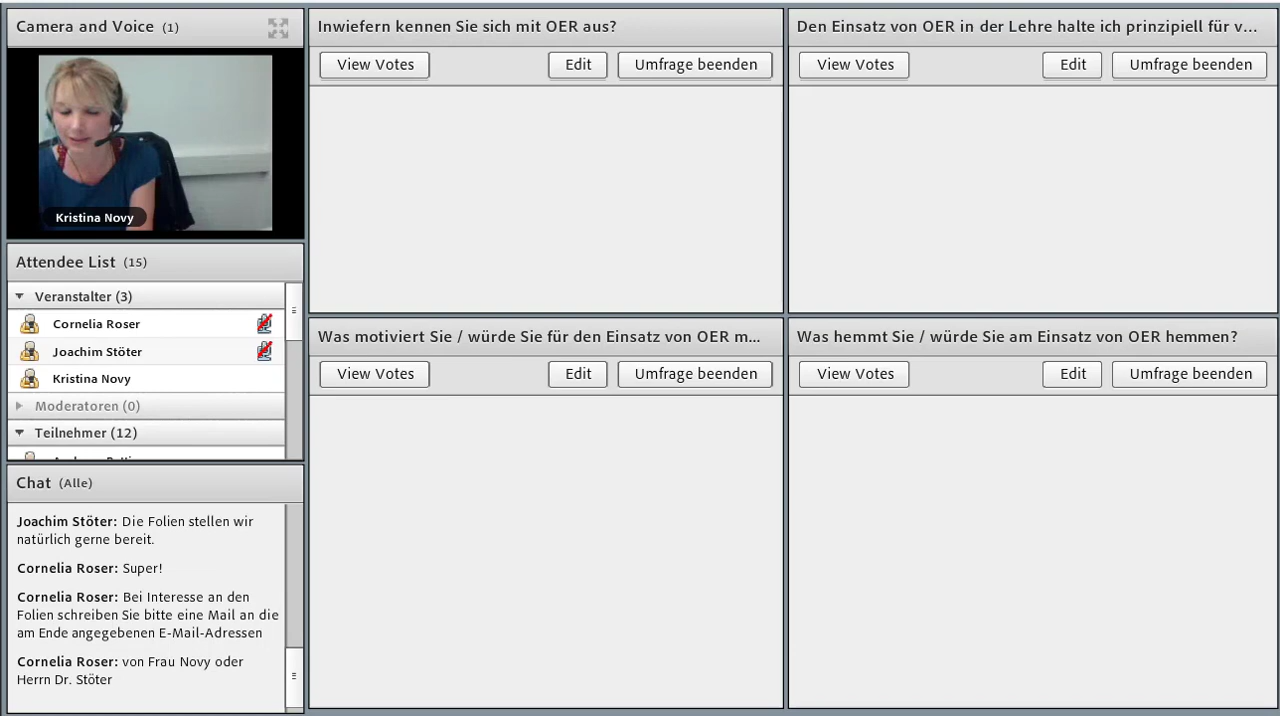 Camera and Voice (1)
Kristina Novy
Attendee List (15)
Veranstalter (3)
Cornelia Roser
Joachim Stöter
Kristina Novy
Moderatoren (0)
Teilnehmer (12)
Chat (Alle)
Joachim Stöter: Die Folien stellen wir
natürlich gerne bereit.
Cornelia Roser: Super!
Cornelia Roser: Bei Interesse an den
Folien schreiben Sie bitte eine Mail an die
am Ende angegebenen E-Mail-Adressen
Cornelia Roser: von Frau Novy oder
Herrn Dr. Stöter
Inwiefern kennen Sie sich mit OER aus?
View Votes Edit Umfrage beenden
Den Einsatz von OER in der Lehre halte ich prinzipiell für v...
View Votes Edit Umfrage beenden
Was motiviert Sie / würde Sie für den Einsatz von OER m...
View Votes Edit Umfrage beenden
Was hemmt Sie / würde Sie am Einsatz von OER hemmen?
View Votes Edit Umfrage beenden